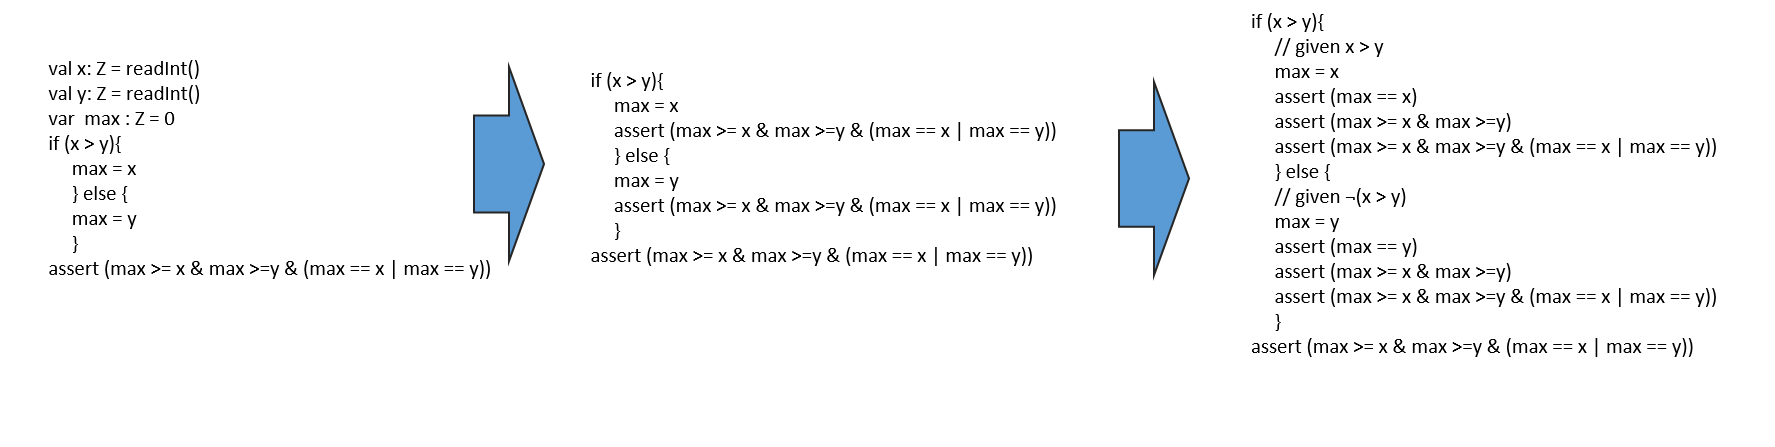 val x: Z = readInt()
val y: Z = readInt()
var  max : Z = 0
if (x > y){
max = x
} else {
max = y
}
assert (max >= x & max >=y & (max == x | max == y))
if (x > y){
max = x
assert (max >= x & max >=y & (max == x | max == y))
} else {
max = y
assert (max >= x & max >=y & (max == x | max == y))
}
assert (max >= x & max >=y & (max == x | max == y))
if (x > y){
// given x > y
max = x
assert (max == x)
assert (max >= x & max >=y)
assert (max >= x & max >=y & (max == x | max == y))
} else {
// given ¬(x > y)
max = y
assert (max == y)
assert (max >= x & max >=y)
assert (max >= x & max >=y & (max == x | max == y))
}
assert (max >= x & max >=y & (max == x | max == y))